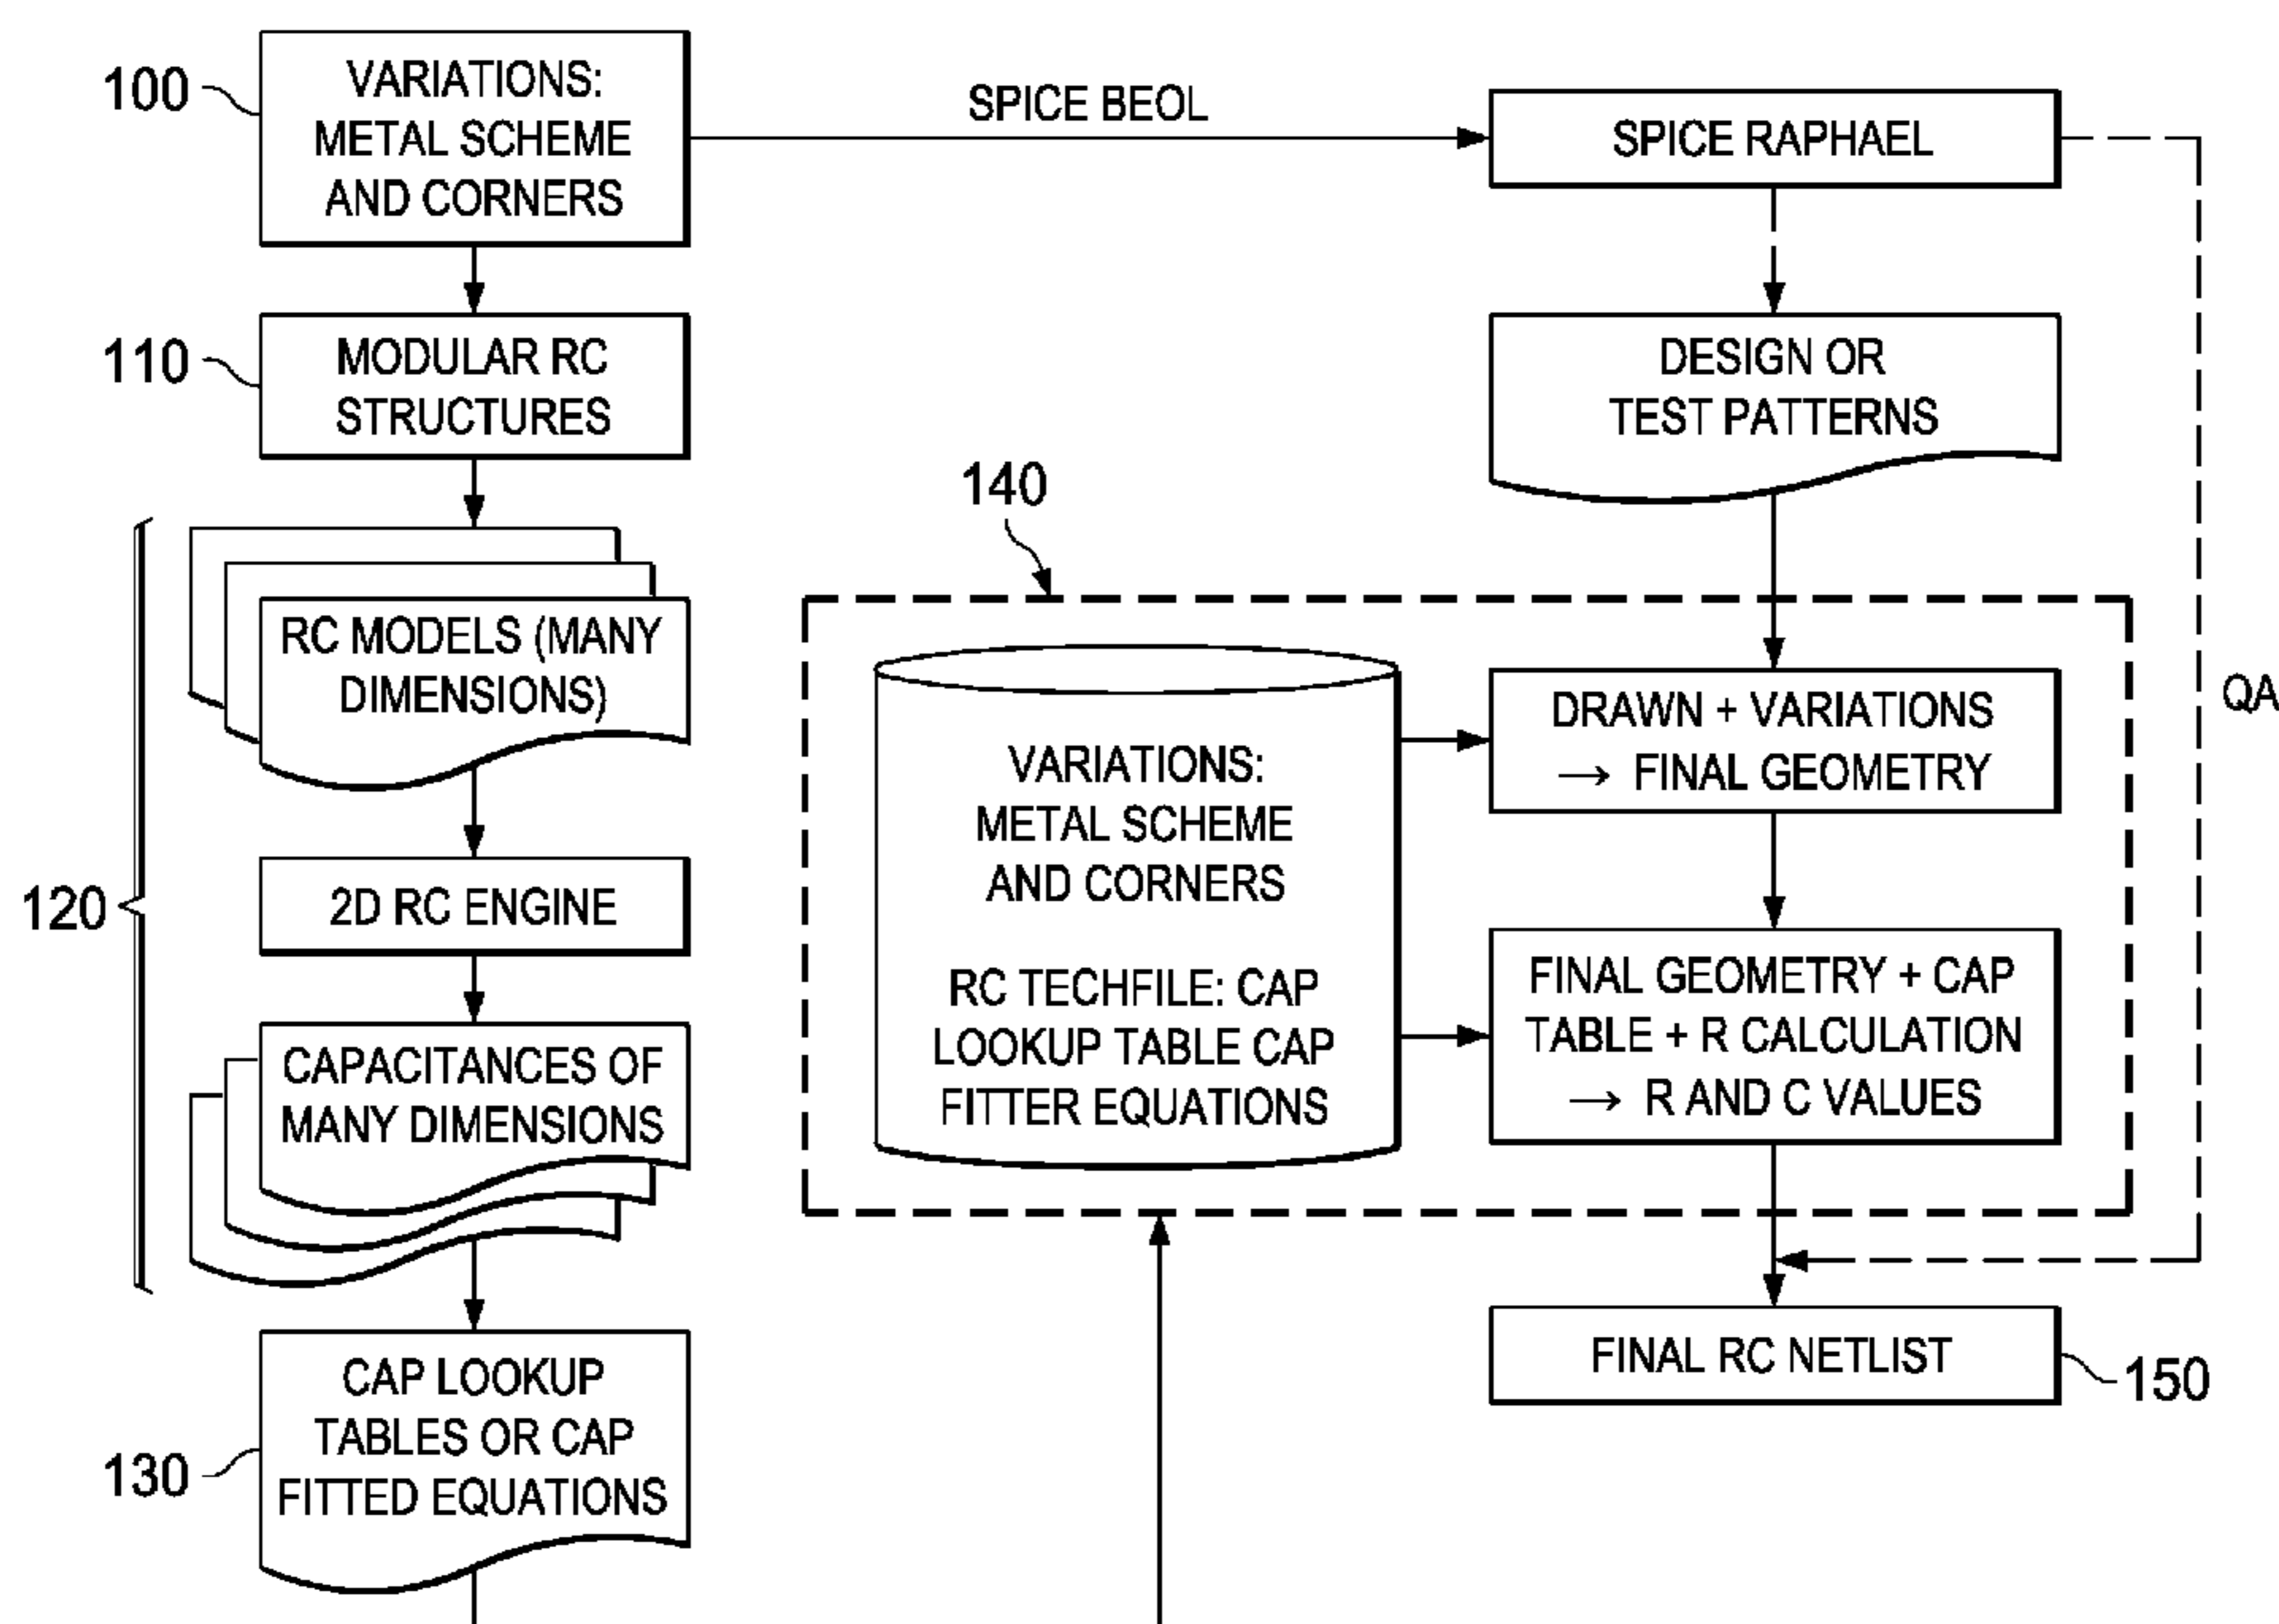 100
VARIATIONS:
METAL SCHEME
AND CORNERS
SPICE BEOL
SPICE RAPHAEL
110
MODULAR RC
STRUCTURES
DESIGN OR
TEST PATTERNS
140
120
RC MODELS (MANY
DIMENSIONS)
2D RC ENGINE
CAPACITANCES OF
MANY DIMENSIONS
VARIATIONS:
METAL SCHEME
AND CORNERS
RC TECHFILE: CAP
LOOKUP TABLE CAP
FITTER EQUATIONS
DRAWN + VARIATIONS
→ FINAL GEOMETRY
QA
FINAL GEOMETRY + CAP
TABLE + R CALCULATION
→ R AND C VALUES
130
CAP LOOKUP
TABLES OR CAP
FITTED EQUATIONS
FINAL RC NETLIST
150